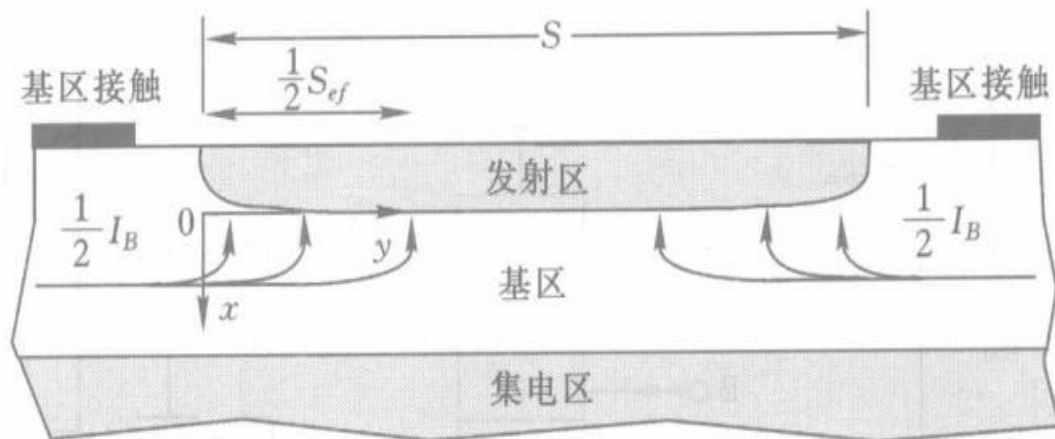 S
1/2 S_ef
基区接触
基区接触
发射区
1/2 I_B
0
y
x
1/2 I_B
基区
集电区